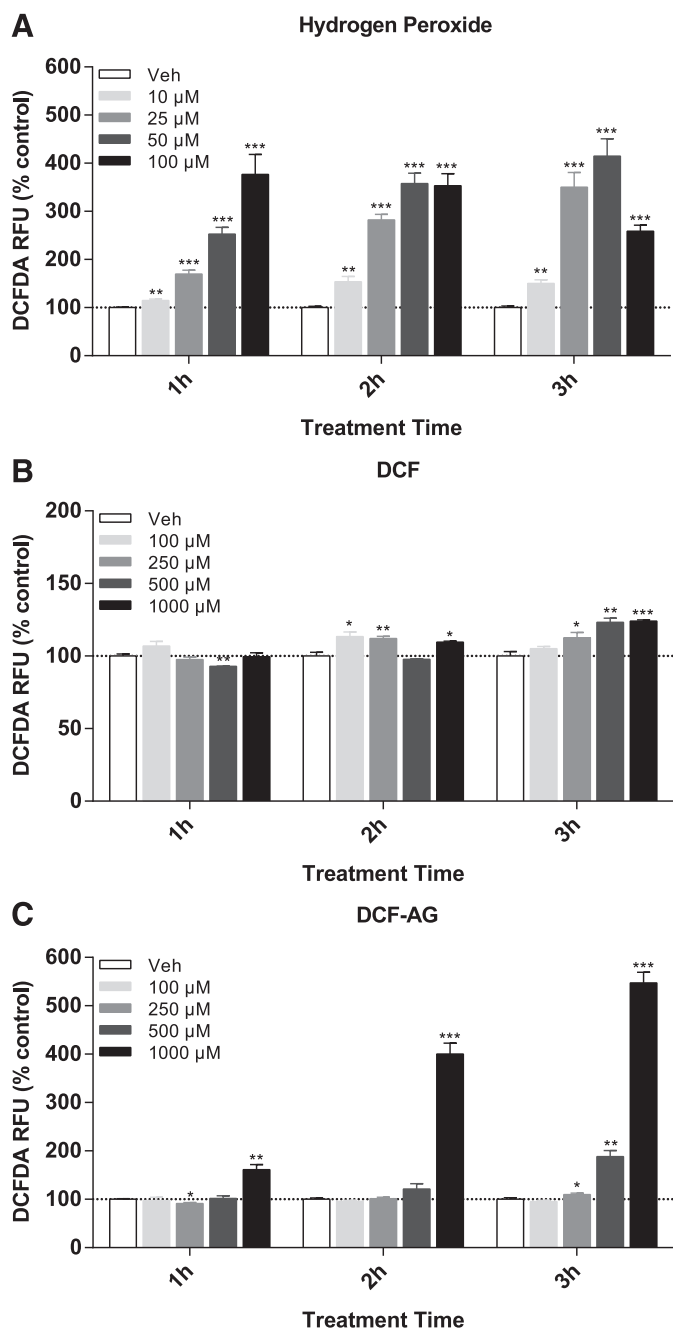 A
Hydrogen Peroxide
DCFDA RFU (% control)
600
500
400
300
200
100
0
Veh
10 µM
25 µM
50 µM
100 µM
** *** *** ***
** *** *** ***
** *** *** ***
1h 2h 3h
Treatment Time
B
DCF
DCFDA RFU (% control)
200
150
100
50
0
Veh
100 µM
250 µM
500 µM
1000 µM
**
* ** *
* ** ***
1h 2h 3h
Treatment Time
C
DCF-AG
DCFDA RFU (% control)
600
500
400
300
200
100
0
Veh
100 µM
250 µM
500 µM
1000 µM
* **
***
* ** ***
1h 2h 3h
Treatment Time